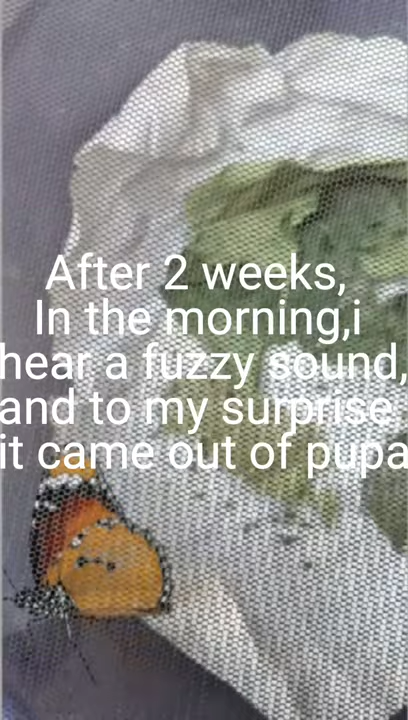 After 2 weeks,
In the morning,i
hear a fuzzy sound,
and to my surprise
it came out of pupa